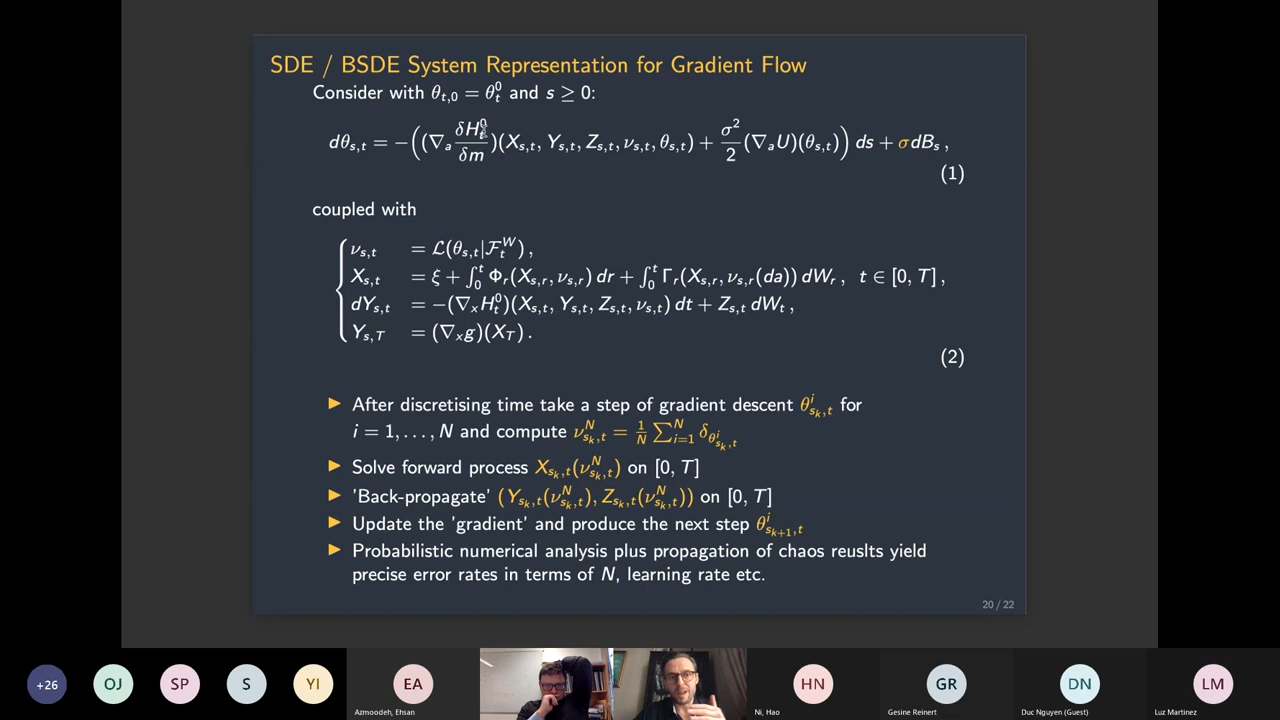 SDE / BSDE System Representation for Gradient Flow
Consider with θ_{t,0} = θ_t^0 and s ≥ 0:
dθ_{s,t} = −((∇_a δH_t^0/δm)(X_{s,t}, Y_{s,t}, Z_{s,t}, ν_{s,t}, θ_{s,t}) + σ²/2 (∇_a U)(θ_{s,t})) ds + σdB_s ,
(1)
coupled with
ν_{s,t} = ℒ(θ_{s,t}|ℱ_t^W) ,
X_{s,t} = ξ + ∫_0^t Φ_r(X_{s,r}, ν_{s,r}) dr + ∫_0^t Γ_r(X_{s,r}, ν_{s,r}(da)) dW_r , t ∈ [0, T] ,
dY_{s,t} = −(∇_x H_t^0)(X_{s,t}, Y_{s,t}, Z_{s,t}, ν_{s,t}) dt + Z_{s,t} dW_t ,
Y_{s,T} = (∇_x g)(X_T) .
(2)
▶ After discretising time take a step of gradient descent θ^i_{s_k,t} for
i = 1, . . . , N and compute ν^N_{s_k,t} = 1/N ∑_{i=1}^N δ_{θ^i_{s_k,t}}
▶ Solve forward process X_{s_k,t}(ν^N_{s_k,t}) on [0, T]
▶ 'Back-propagate' (Y_{s_k,t}(ν^N_{s_k,t}), Z_{s_k,t}(ν^N_{s_k,t})) on [0, T]
▶ Update the 'gradient' and produce the next step θ^i_{s_{k+1},t}
▶ Probabilistic numerical analysis plus propagation of chaos reuslts yield
precise error rates in terms of N, learning rate etc.
20 / 22
+26
OJ
SP
S
YI
EA
HN
GR
DN
LM
Azmoodeh, Ehsan
Ni, Hao
Gesine Reinert
Duc Nguyen (Guest)
Luz Martinez